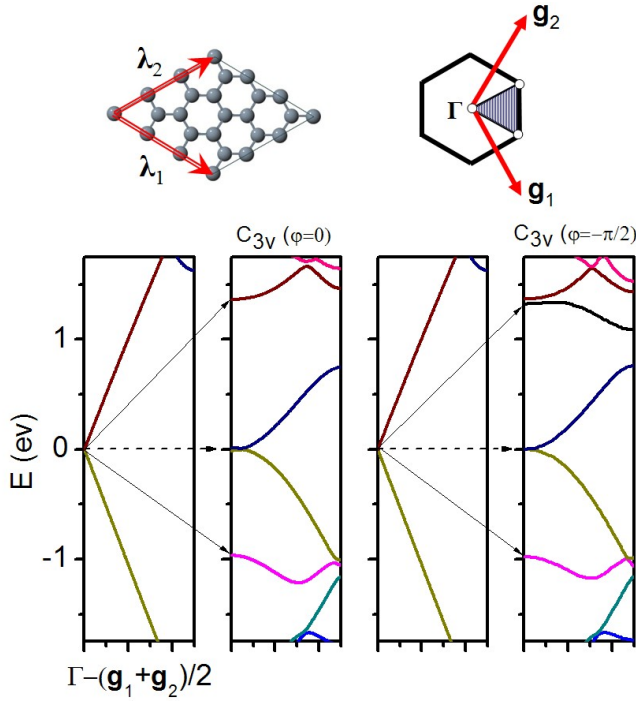 λ₂
λ₁
g₂
Γ
g₁
C₃ᵥ (φ=0)
C₃ᵥ (φ=−π/2)
E (ev)
1
0
-1
Γ−(g₁+g₂)/2